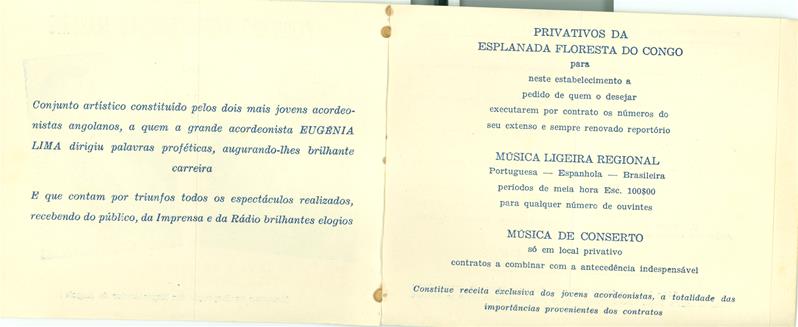 Conjunto artístico constituído pelos dois mais jovens acordeo-
nistas angolanos, a quem a grande acordeonista EUGÉNIA
LIMA dirigiu palavras proféticas, augurando-lhes brilhante
carreira
E que contam por triunfos todos os espectáculos realizados,
recebendo do público, da Imprensa e da Rádio brilhantes elogios
PRIVATIVOS DA
ESPLANADA FLORESTA DO CONGO
para
neste estabelecimento a
pedido de quem o desejar
executarem por contrato os números do
seu extenso e sempre renovado reportório
MÚSICA LIGEIRA REGIONAL
Portuguesa — Espanhola — Brasileira
períodos de meia hora Esc. 100$00
para qualquer número de ouvintes
MÚSICA DE CONSERTO
só em local privativo
contratos a combinar com a antecedência indespensável
Constitue receita exclusiva dos jovens acordeonistas, a totalidade das
importâncias provenientes dos contratos